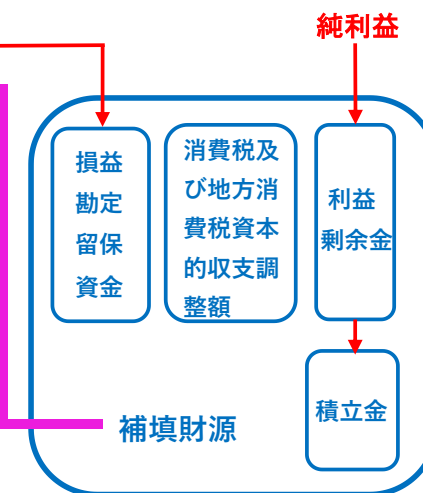 純利益
損益
勘定
留保
資金
消費税及
び地方消
費税資本
的収支調
整額
利益
剰余金
積立金
補填財源